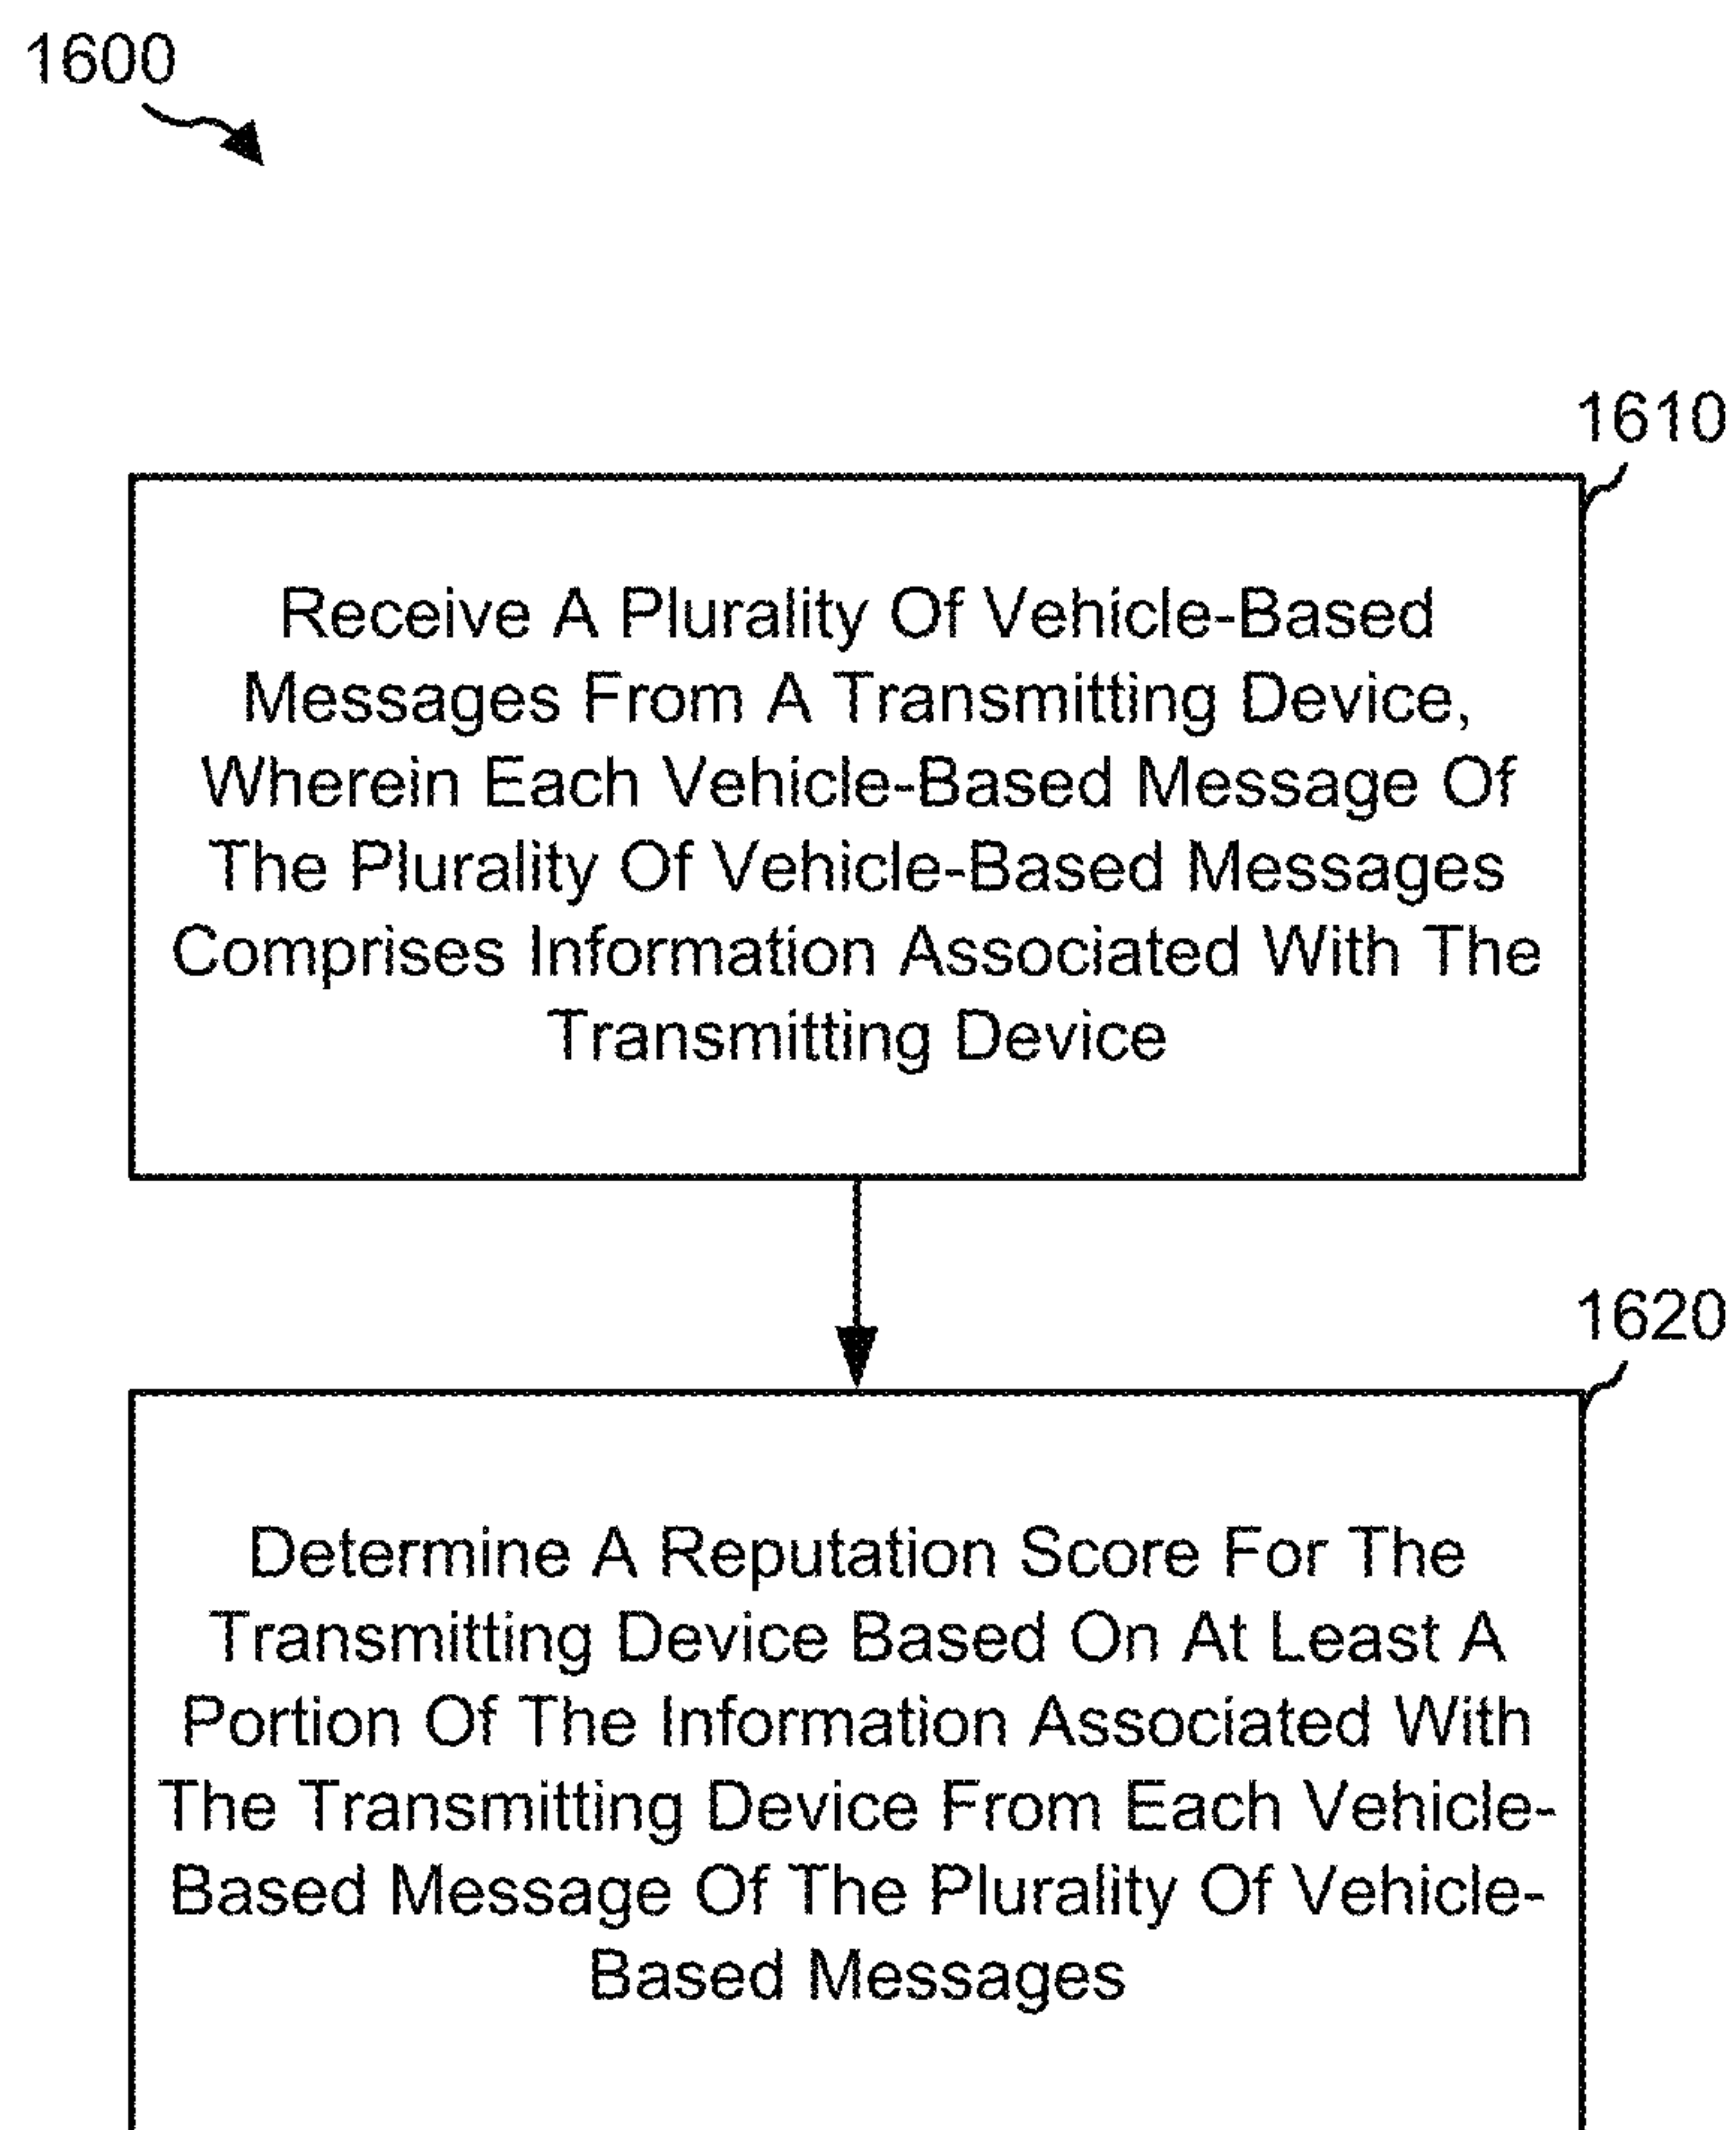 1600
1610
Receive A Plurality Of Vehicle-Based
Messages From A Transmitting Device,
Wherein Each Vehicle-Based Message Of
The Plurality Of Vehicle-Based Messages
Comprises Information Associated With The
Transmitting Device
1620
Determine A Reputation Score For The
Transmitting Device Based On At Least A
Portion Of The Information Associated With
The Transmitting Device From Each Vehicle-
Based Message Of The Plurality Of Vehicle-
Based Messages